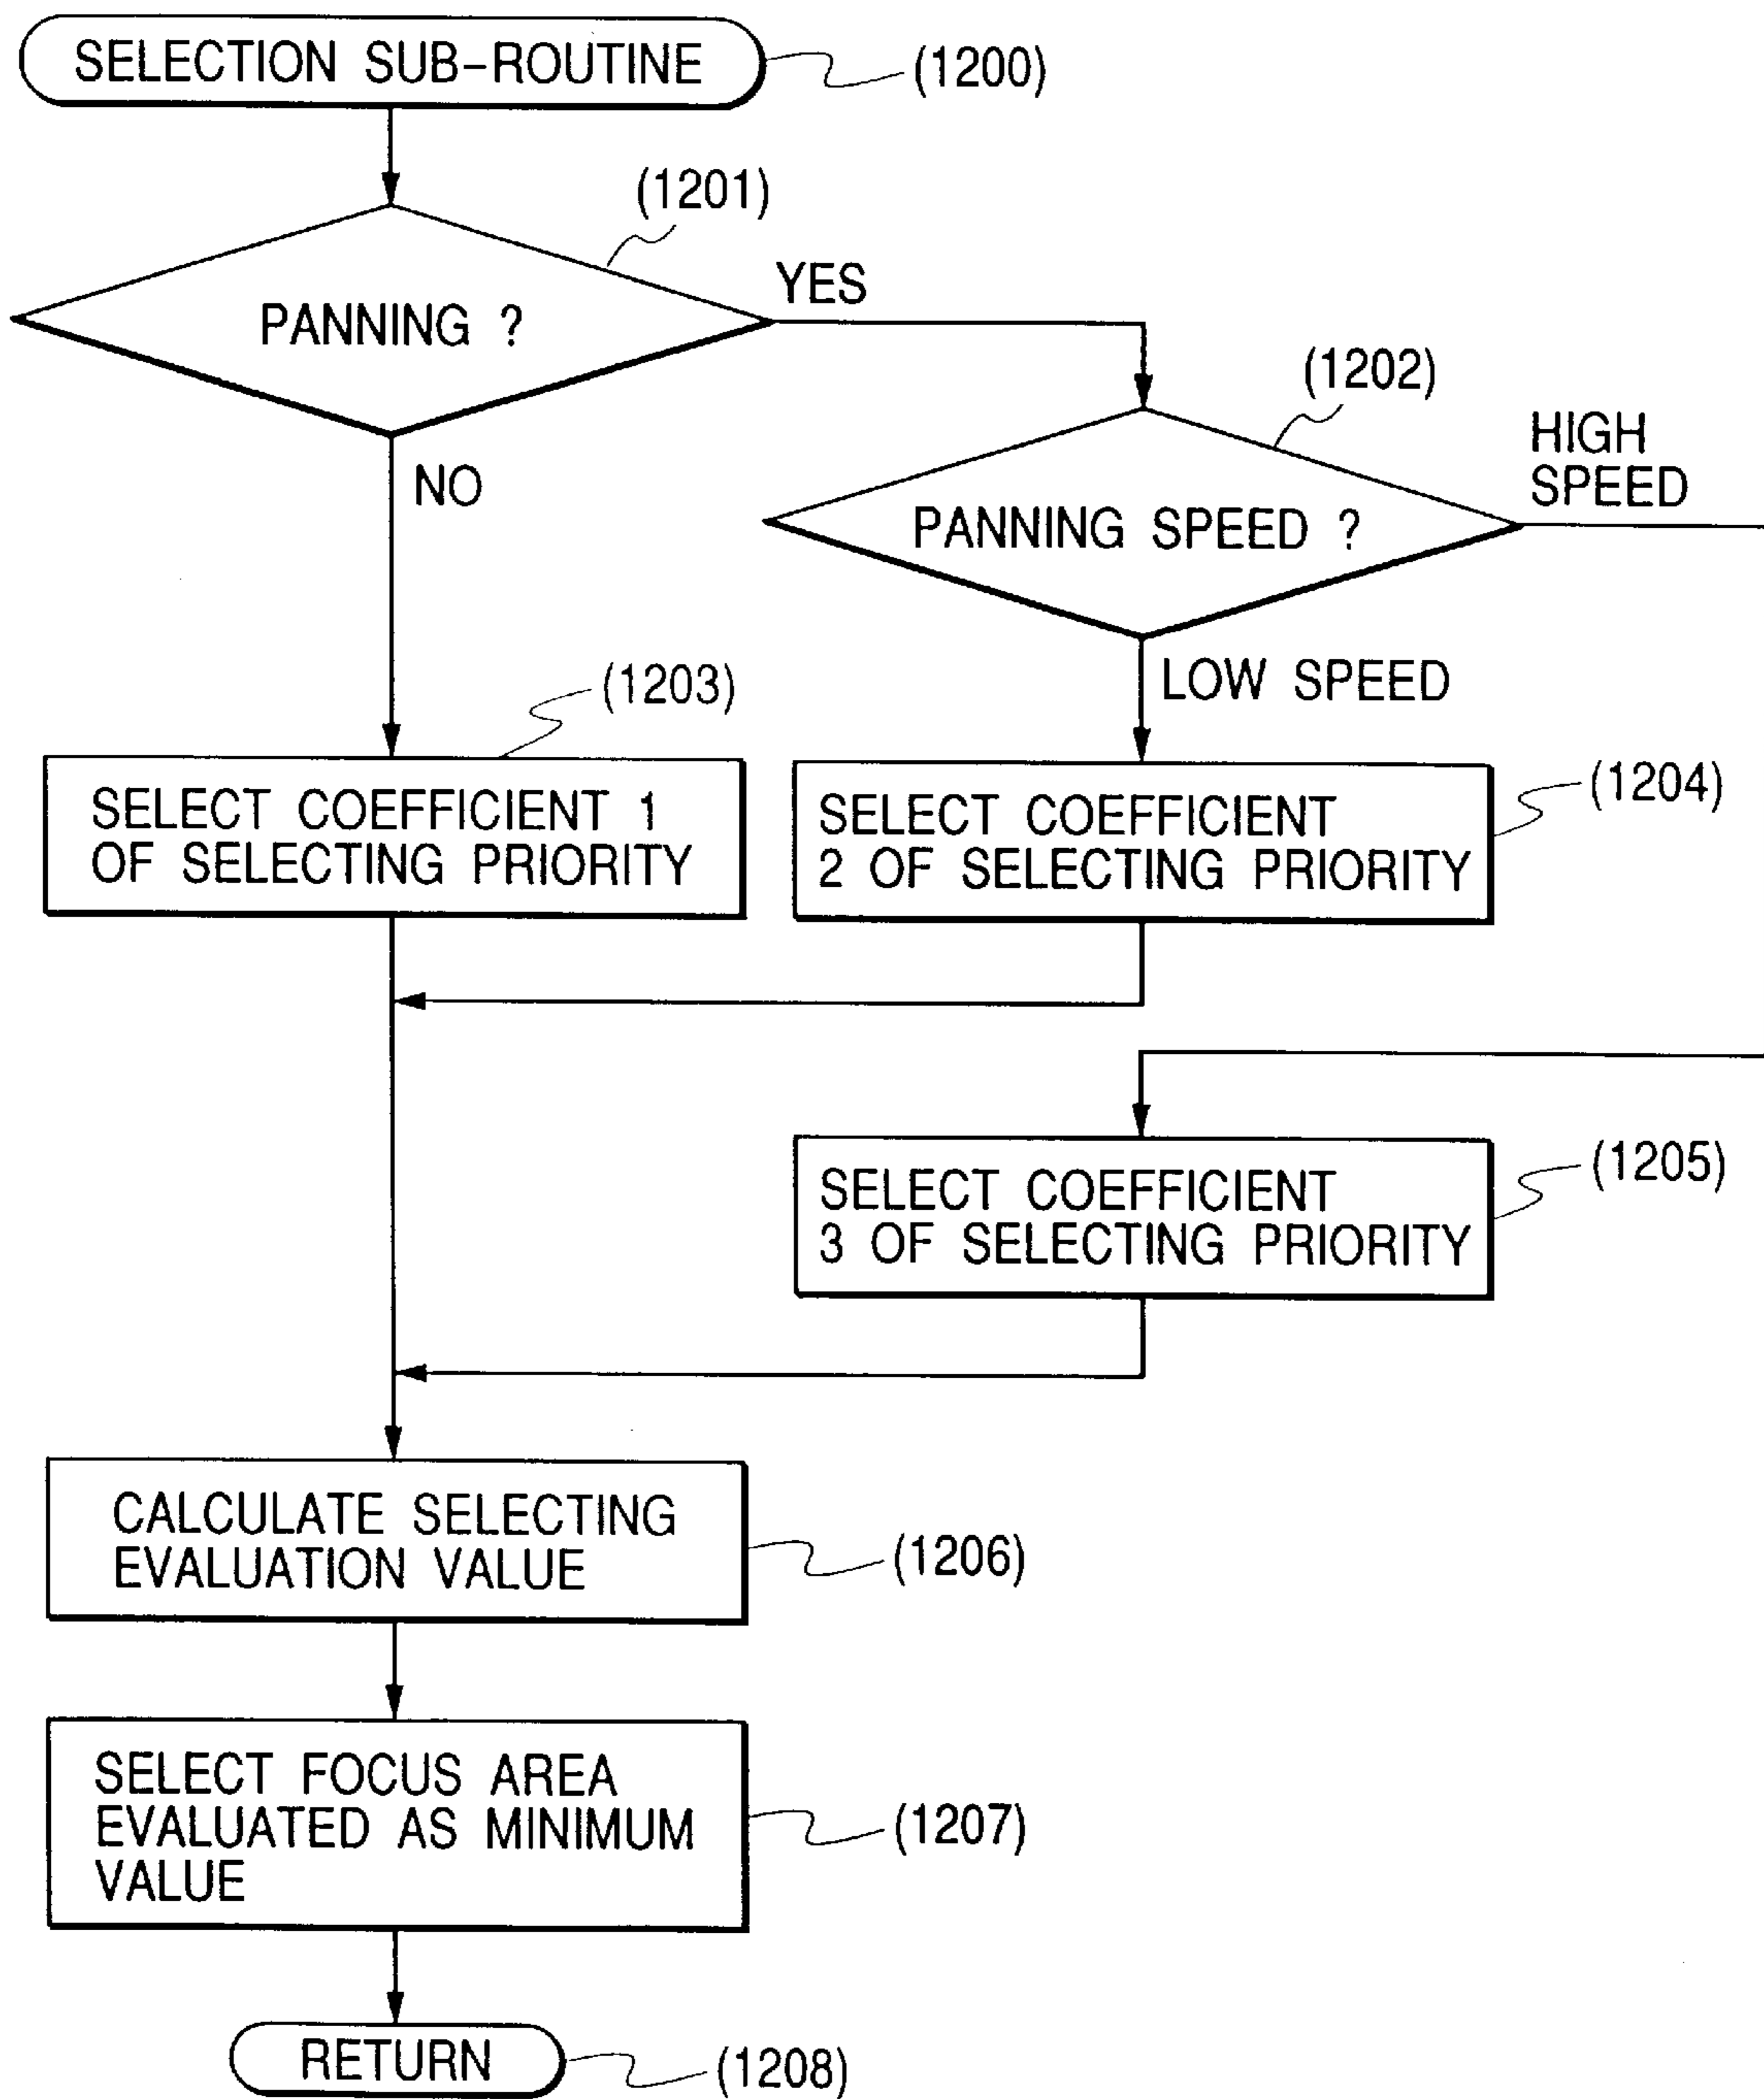 SELECTION SUB-ROUTINE
(1200)
(1201)
PANNING ?
YES
NO
(1202)
PANNING SPEED ?
HIGH
SPEED
LOW SPEED
(1203)
SELECT COEFFICIENT 1
OF SELECTING PRIORITY
(1204)
SELECT COEFFICIENT
2 OF SELECTING PRIORITY
(1205)
SELECT COEFFICIENT
3 OF SELECTING PRIORITY
CALCULATE SELECTING
EVALUATION VALUE
(1206)
SELECT FOCUS AREA
EVALUATED AS MINIMUM
VALUE
(1207)
RETURN
(1208)